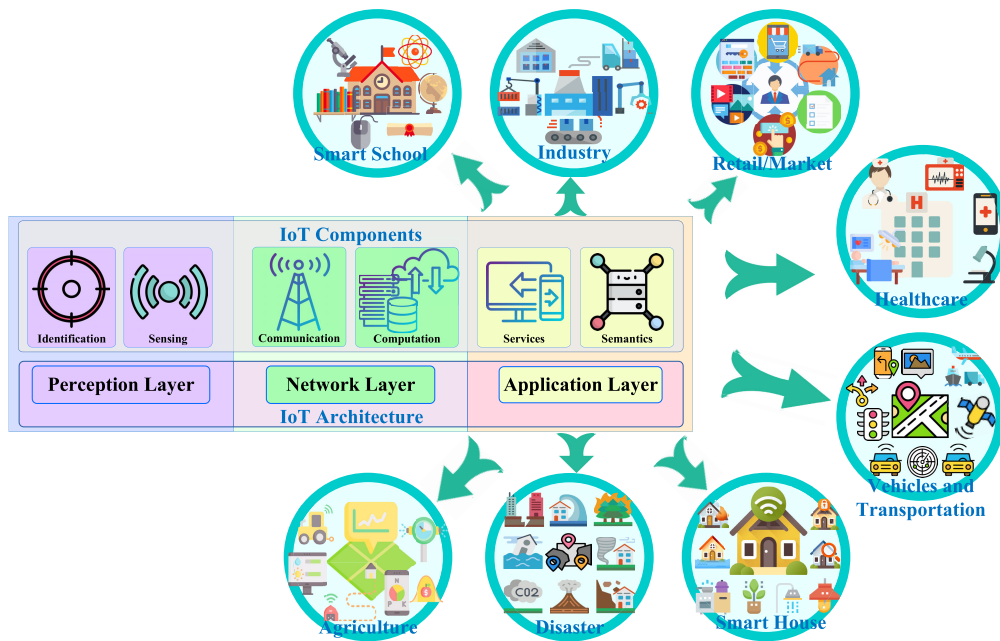 Smart School
Industry
Retail/Market
H
Healthcare
IoT Components
Identification
Sensing
Communication
Computation
Services
Semantics
Perception Layer
Network Layer
Application Layer
IoT Architecture
Vehicles and
Transportation
N
P
K
Agriculture
CO2
Disaster
Smart House